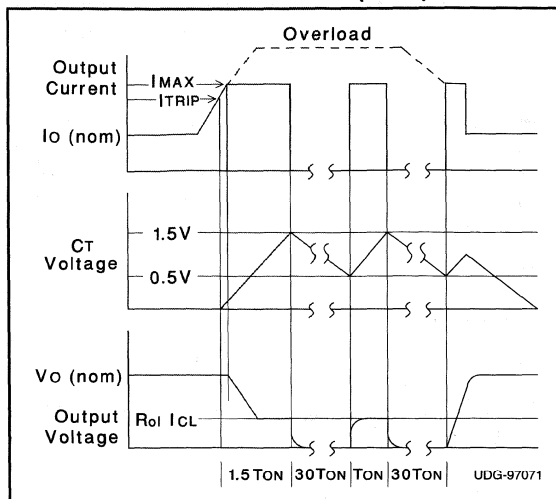 Overload
Output
Current
IMAX
ITRIP
IO (nom)
CT
Voltage
1.5V
0.5V
VO (nom)
Output
Voltage
Rol ICL
1.5 TON
30TON
TON
30TON
UDG-97071